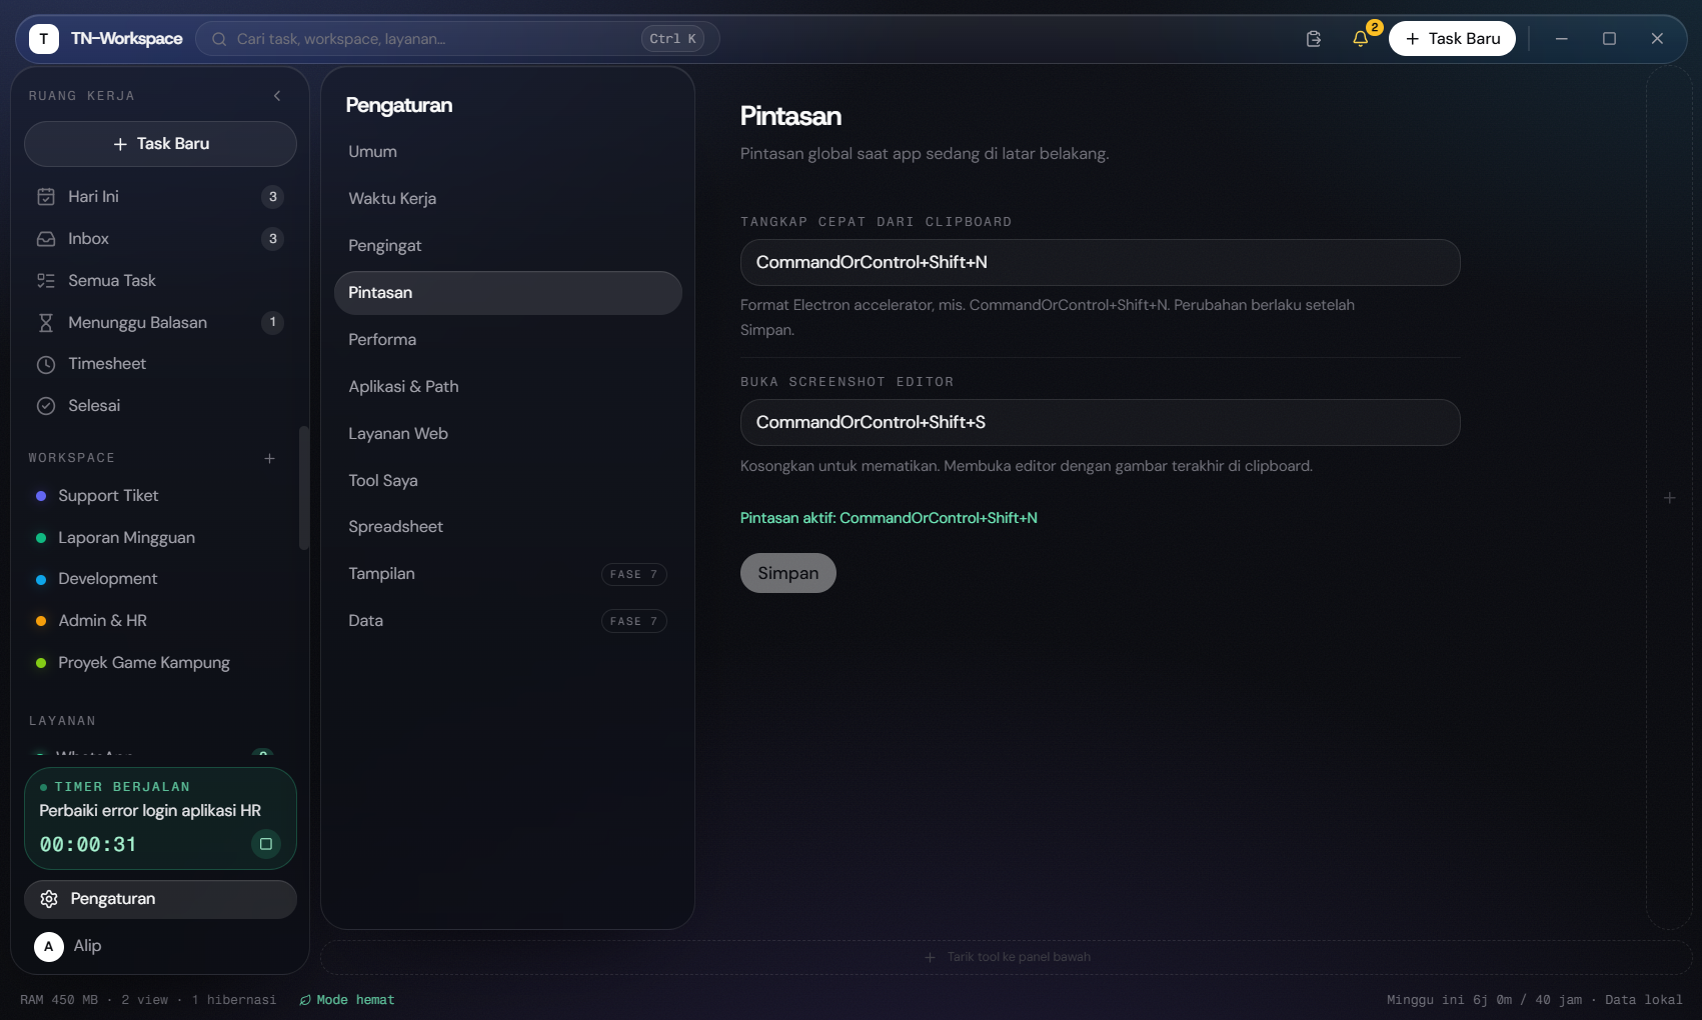 T
TN-Workspace
Cari task, workspace, layanan...
Ctrl K
2
Task Baru
RUANG KERJA
Task Baru
Hari Ini
3
Inbox
3
Semua Task
Menunggu Balasan
1
Timesheet
Selesai
WORKSPACE
Support Tiket
Laporan Mingguan
Development
Admin & HR
Proyek Game Kampung
LAYANAN
TIMER BERJALAN
Perbaiki error login aplikasi HR
00:00:31
Pengaturan
A
Alip
Pengaturan
Umum
Waktu Kerja
Pengingat
Pintasan
Performa
Aplikasi & Path
Layanan Web
Tool Saya
Spreadsheet
Tampilan
FASE 7
Data
FASE 7
Pintasan
Pintasan global saat app sedang di latar belakang.
TANGKAP CEPAT DARI CLIPBOARD
CommandOrControl+Shift+N
Format Electron accelerator, mis. CommandOrControl+Shift+N. Perubahan berlaku setelah
Simpan.
BUKA SCREENSHOT EDITOR
CommandOrControl+Shift+S
Kosongkan untuk mematikan. Membuka editor dengan gambar terakhir di clipboard.
Pintasan aktif: CommandOrControl+Shift+N
Simpan
Tarik tool ke panel bawah
RAM 450 MB · 2 view · 1 hibernasi
Mode hemat
Minggu ini 6j 0m / 40 jam · Data lokal